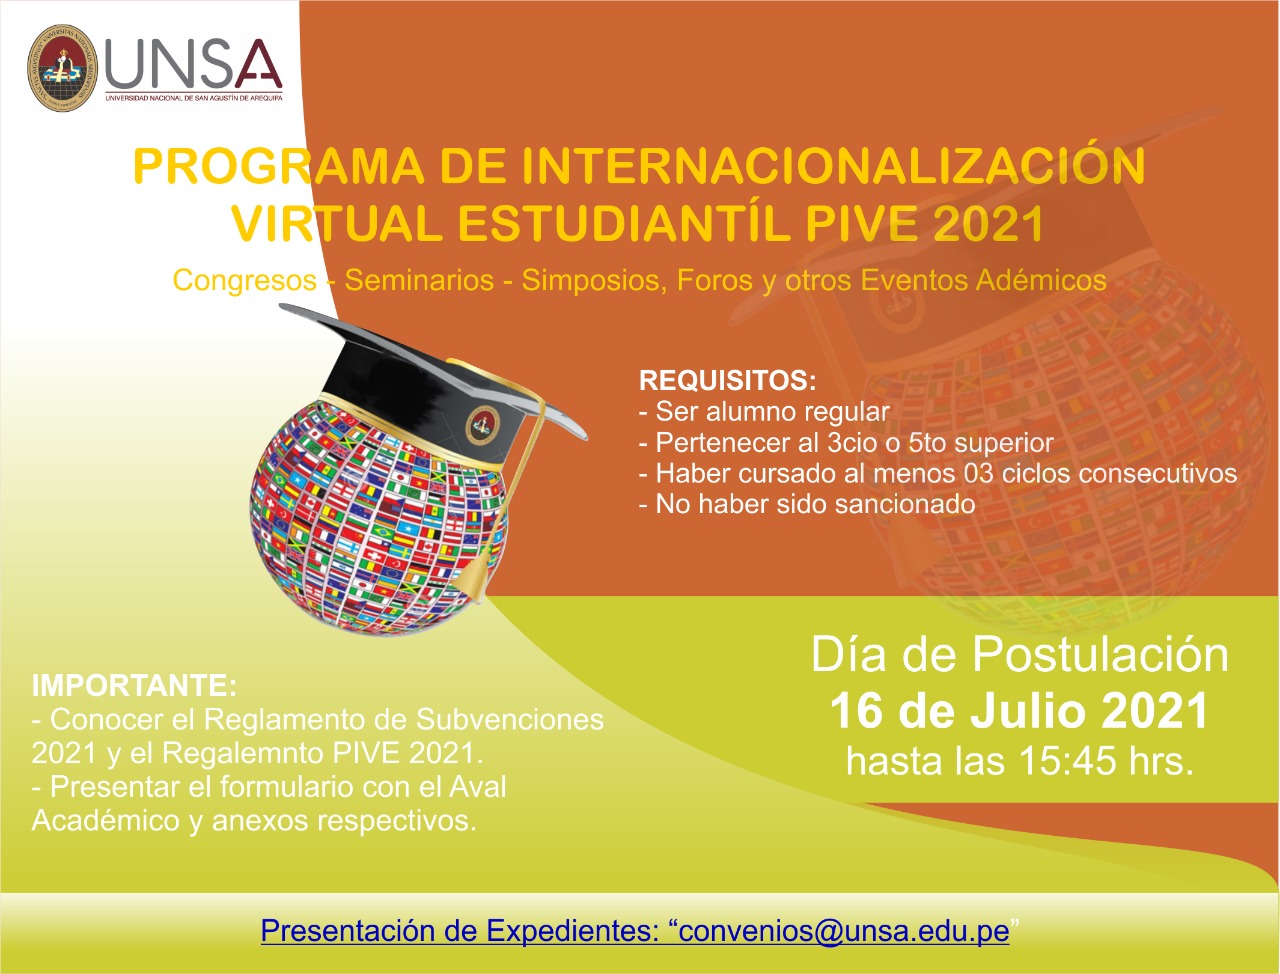 UNSA
UNIVERSIDAD NACIONAL DE SAN AGUSTÍN DE AREQUIPA
PROGRAMA DE INTERNACIONALIZACIÓN
VIRTUAL ESTUDIANTÍL PIVE 2021
Congresos - Seminarios - Simposios, Foros y otros Eventos Adémicos
REQUISITOS:
- Ser alumno regular
- Pertenecer al 3cio o 5to superior
- Haber cursado al menos 03 ciclos consecutivos
- No haber sido sancionado
Día de Postulación
16 de Julio 2021
hasta las 15:45 hrs.
IMPORTANTE:
- Conocer el Reglamento de Subvenciones
2021 y el Regalemnto PIVE 2021.
- Presentar el formulario con el Aval
Académico y anexos respectivos.
Presentación de Expedientes: “convenios@unsa.edu.pe”